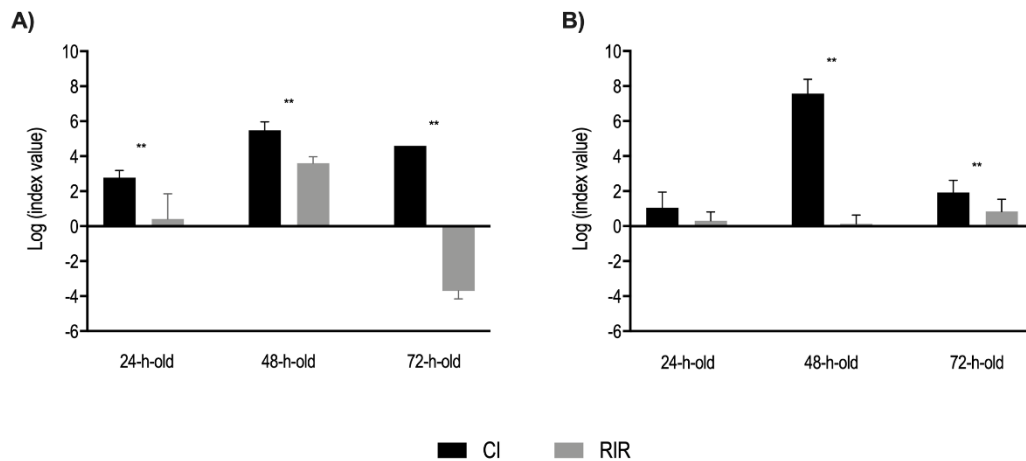 A)
Log (index value)
10
8
6
4
2
0
-2
-4
-6
**
**
**
24-h-old
48-h-old
72-h-old
B)
Log (index value)
10
8
6
4
2
0
-2
-4
-6
**
**
24-h-old
48-h-old
72-h-old
CI
RIR